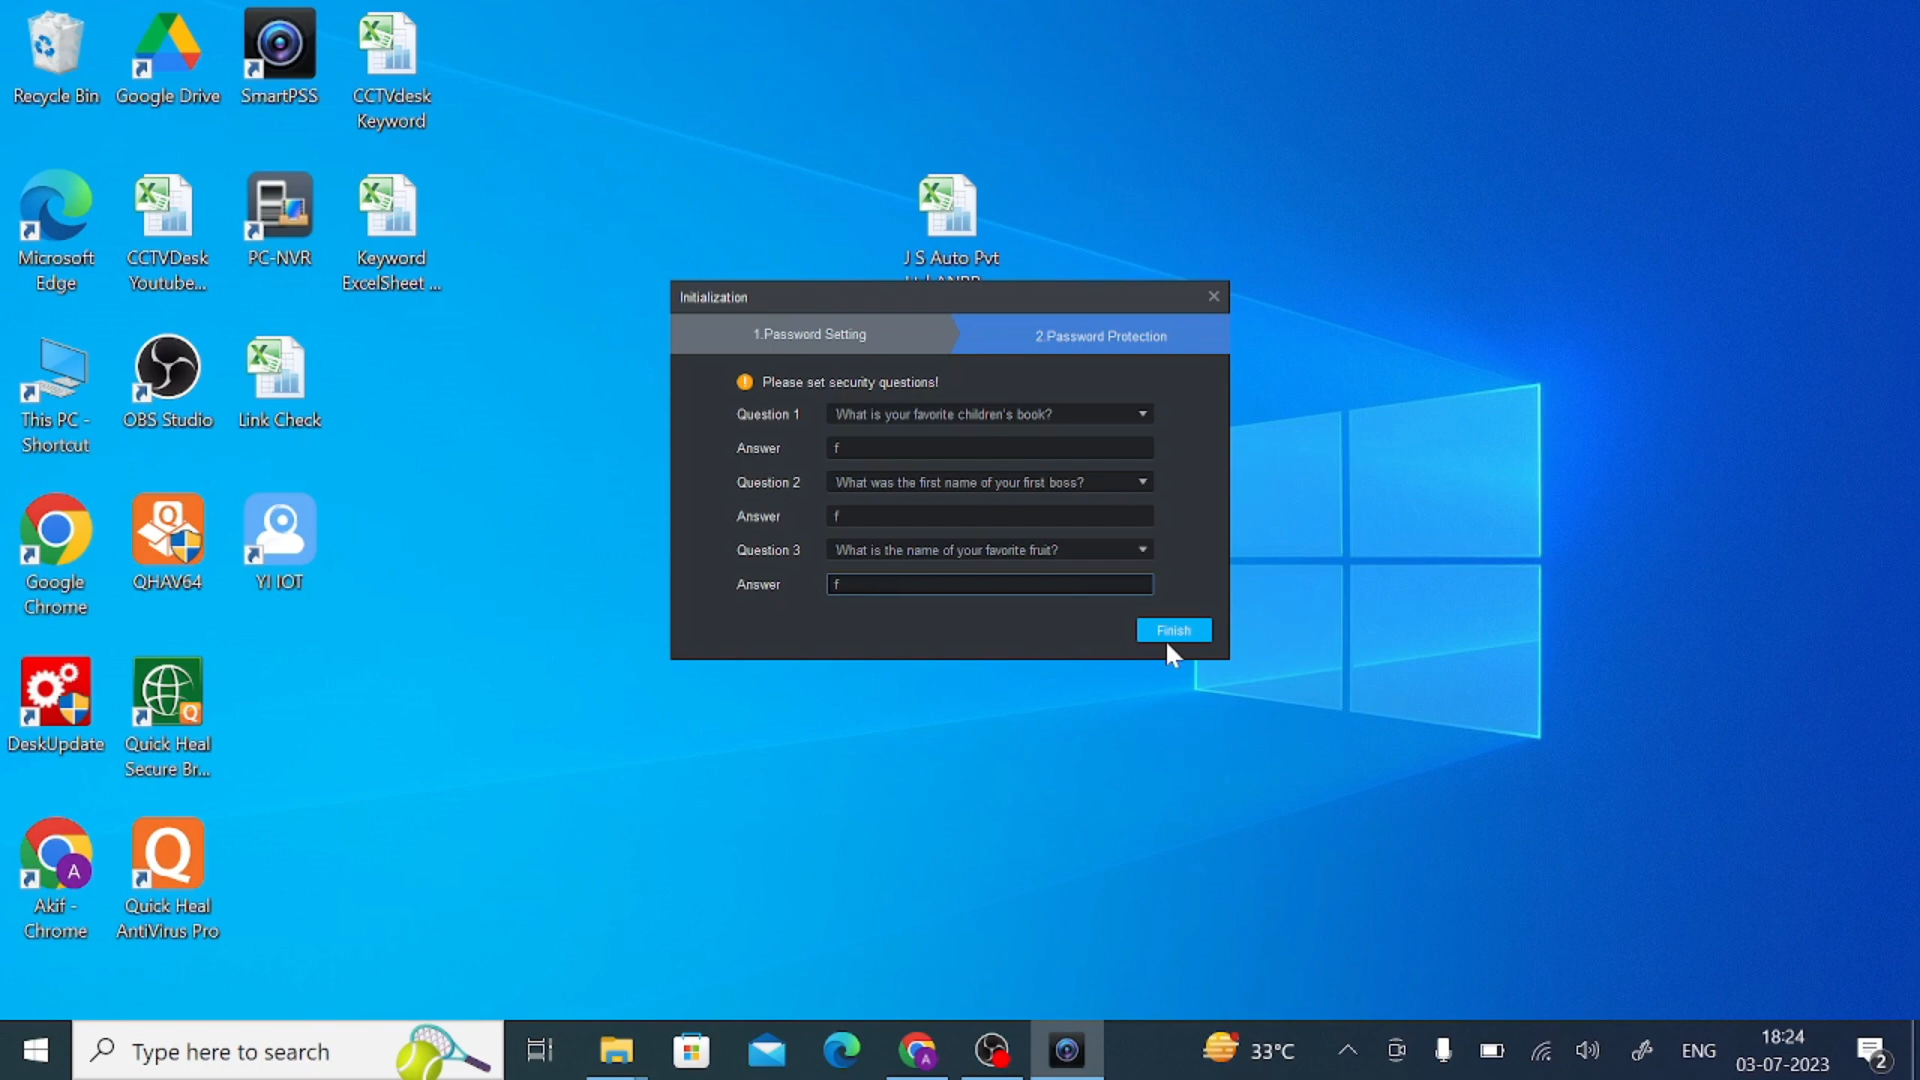 Recycle Bin
Google Drive
SmartPSS
CCTVdesk
Keyword
Microsoft
Edge
CCTVDesk
Youtube...
PC-NVR
Keyword
ExcelSheet ...
J S Auto Pvt
This PC -
Shortcut
OBS Studio
Link Check
Google
Chrome
QHAV64
YI IOT
DeskUpdate
Quick Heal
Secure Br...
Akif -
Chrome
Quick Heal
AntiVirus Pro
Initialization
1.Password Setting
2.Password Protection
Please set security questions!
Question 1
What is your favorite children's book?
Answer
f
Question 2
What was the first name of your first boss?
Answer
f
Question 3
What is the name of your favorite fruit?
Answer
f
Finish
Type here to search
A
33°C
ENG
18:24
03-07-2023
2